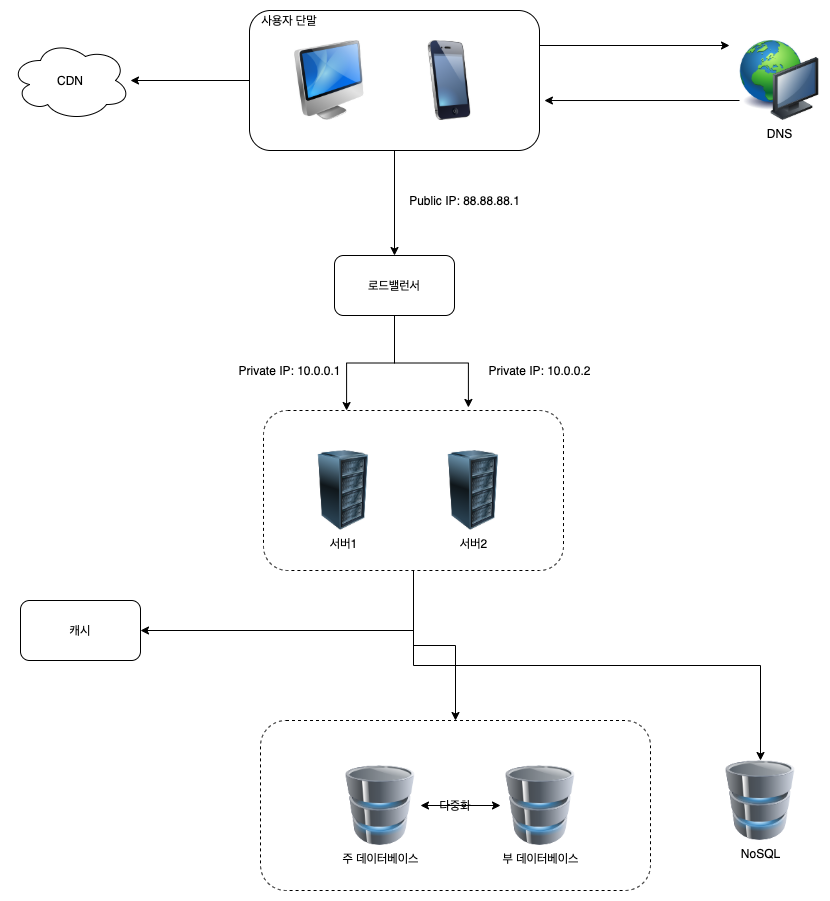 사용자 단말
CDN
DNS
Public IP: 88.88.88.1
로드밸런서
Private IP: 10.0.0.1
Private IP: 10.0.0.2
서버1
서버2
캐시
다중화
주 데이터베이스
부 데이터베이스
NoSQL